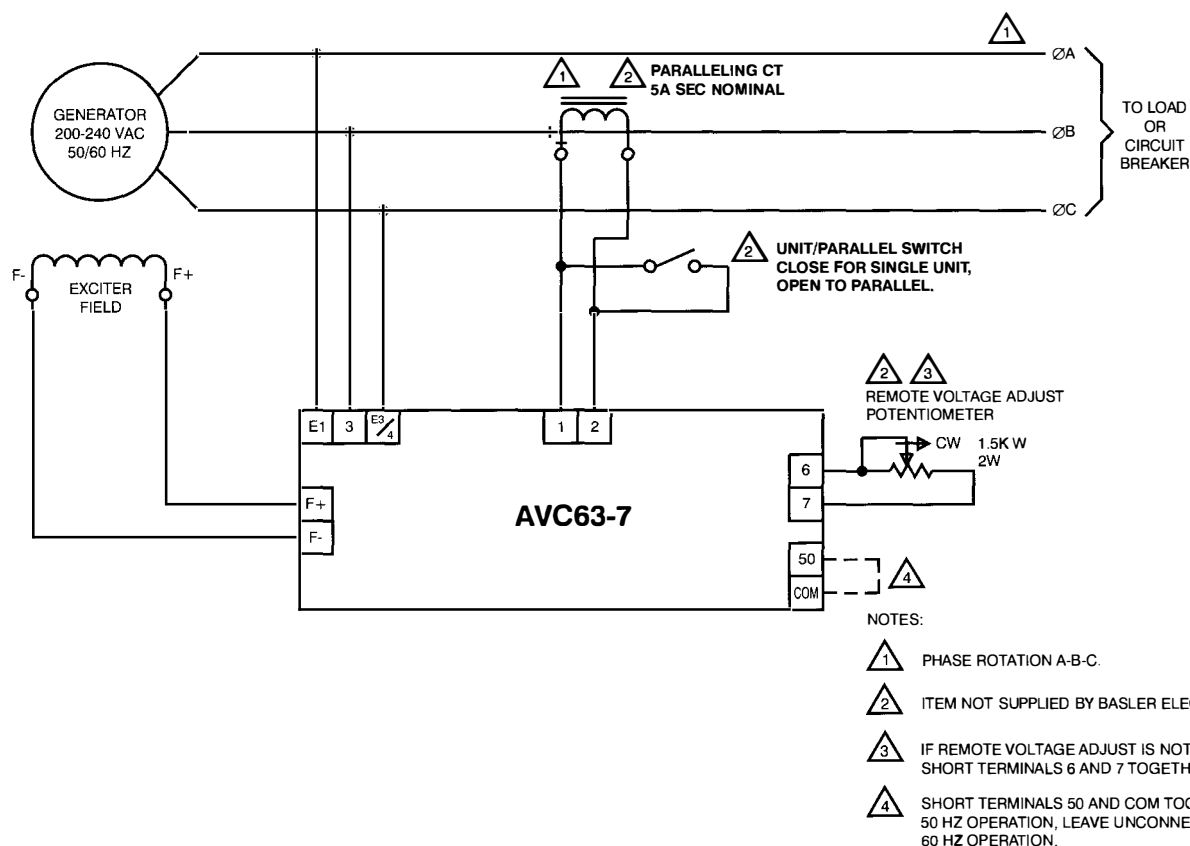 1
ØA
1
2
PARALLELING CT
5A SEC NOMINAL
GENERATOR
200-240 VAC
50/60 HZ
ØB
TO LOAD
OR
CIRCUIT
BREAKER
ØC
2
UNIT/PARALLEL SWITCH
CLOSE FOR SINGLE UNIT,
OPEN TO PARALLEL.
F-
F+
EXCITER
FIELD
2
3
REMOTE VOLTAGE ADJUST
POTENTIOMETER
CW
1.5K W
2W
E1
3
E3/4
1
2
6
7
F+
F-
AVC63-7
50
COM
4
NOTES:
1 PHASE ROTATION A-B-C.
2 ITEM NOT SUPPLIED BY BASLER
3 IF REMOTE VOLTAGE ADJUST IS NOT
SHORT TERMINALS 6 AND 7
4 SHORT TERMINALS 50 AND COM
50 HZ OPERATION, LEAVE
60 HZ OPERATION.